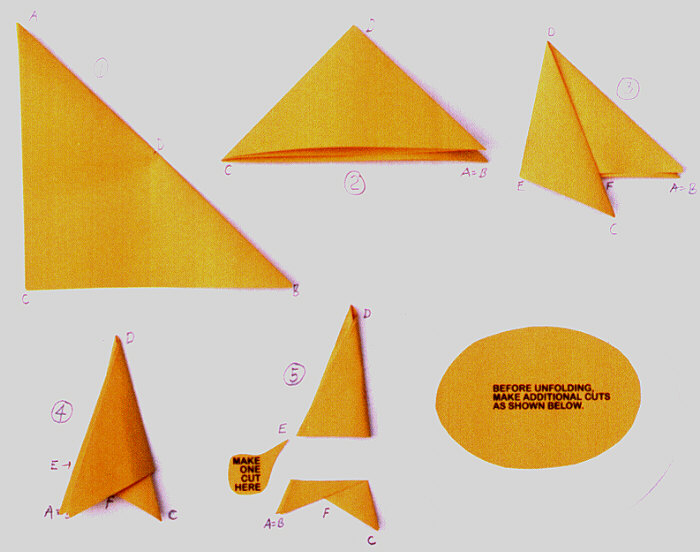 A
1
D
C
B
D
C
A=B
2
D
3
E
F
A=B
C
D
4
E→
A=
F
C
D
5
E
MAKE
ONE
CUT
HERE
A=B
F
C
BEFORE UNFOLDING,
MAKE ADDITIONAL CUTS
AS SHOWN BELOW.